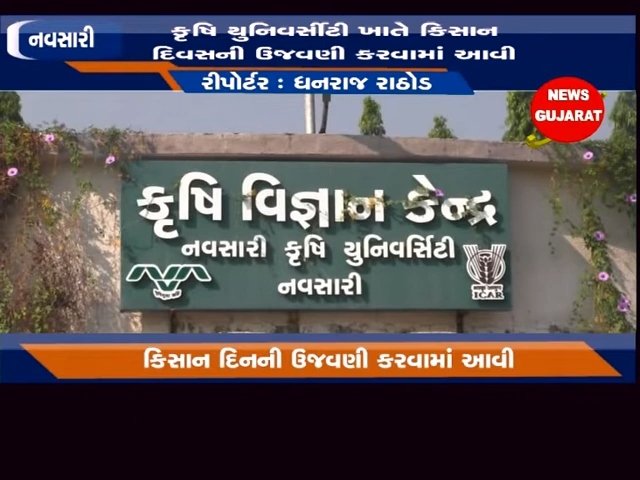 નવસારી
કૃષિ યુનિવર્સીટી ખાતે કિસાન
દિવસની ઉજવણી કરવામાં આવી
રીપોર્ટર : ધનરાજ રાઠોડ
NEWS
GUJARAT
કૃષિ વિજ્ઞાન કેન્દ્ર
નવસારી કૃષિ યુનિવર્સિટી
નવસારી
ICAR
કિસાન દિનની ઉજવણી કરવામાં આવી